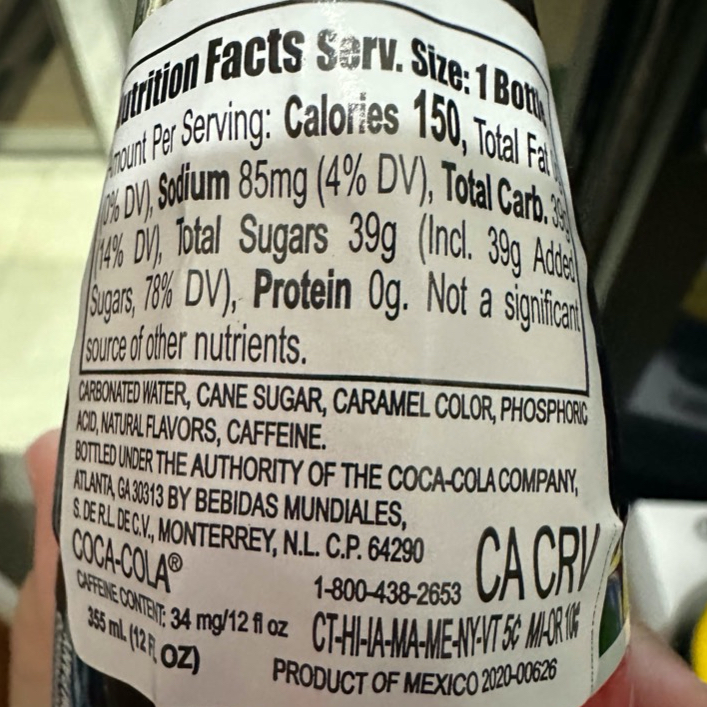 Nutrition Facts Serv. Size: 1 Bottle
Amount Per Serving: Calories 150, Total Fat
(0% DV), Sodium 85mg (4% DV), Total Carb. 39g
(14% DV), Total Sugars 39g (Incl. 39g Added
Sugars, 78% DV), Protein 0g. Not a significant
source of other nutrients.
CARBONATED WATER, CANE SUGAR, CARAMEL COLOR, PHOSPHORIC
ACID, NATURAL FLAVORS, CAFFEINE.
BOTTLED UNDER THE AUTHORITY OF THE COCA-COLA COMPANY,
ATLANTA, GA 30313 BY BEBIDAS MUNDIALES,
S. DE R.L. DE C.V., MONTERREY, N.L. C.P. 64290
COCA-COLA®
1-800-438-2653 CA CRV
CAFFEINE CONTENT: 34 mg/12 fl oz CT-HI-IA-MA-ME-NY-VT 5¢ MI-OR 10¢
355 ml. (12 FL OZ)
PRODUCT OF MEXICO 2020-00626